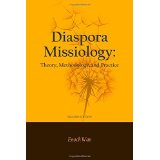 Diaspora
Missiology:
Theory, Methodology, and Practice
Enoch Wan